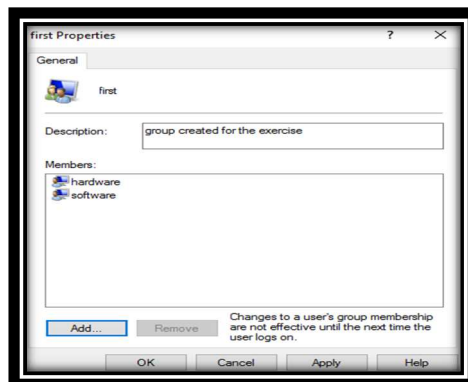 first Properties
?
General
first
Description:
group created for the exercise
Members:
hardware
software
Add...
Remove
Changes to a user's group membership
are not effective until the next time the
user logs on.
OK
Cancel
Apply
Help